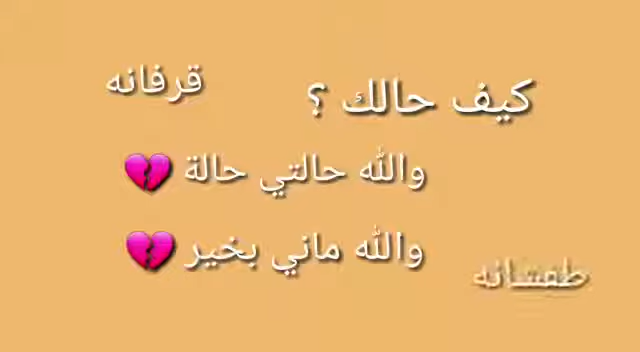 كيف حالك ؟
قرفانه
والله حالتي حالة 💔
والله ماني بخير 💔
طفشانه